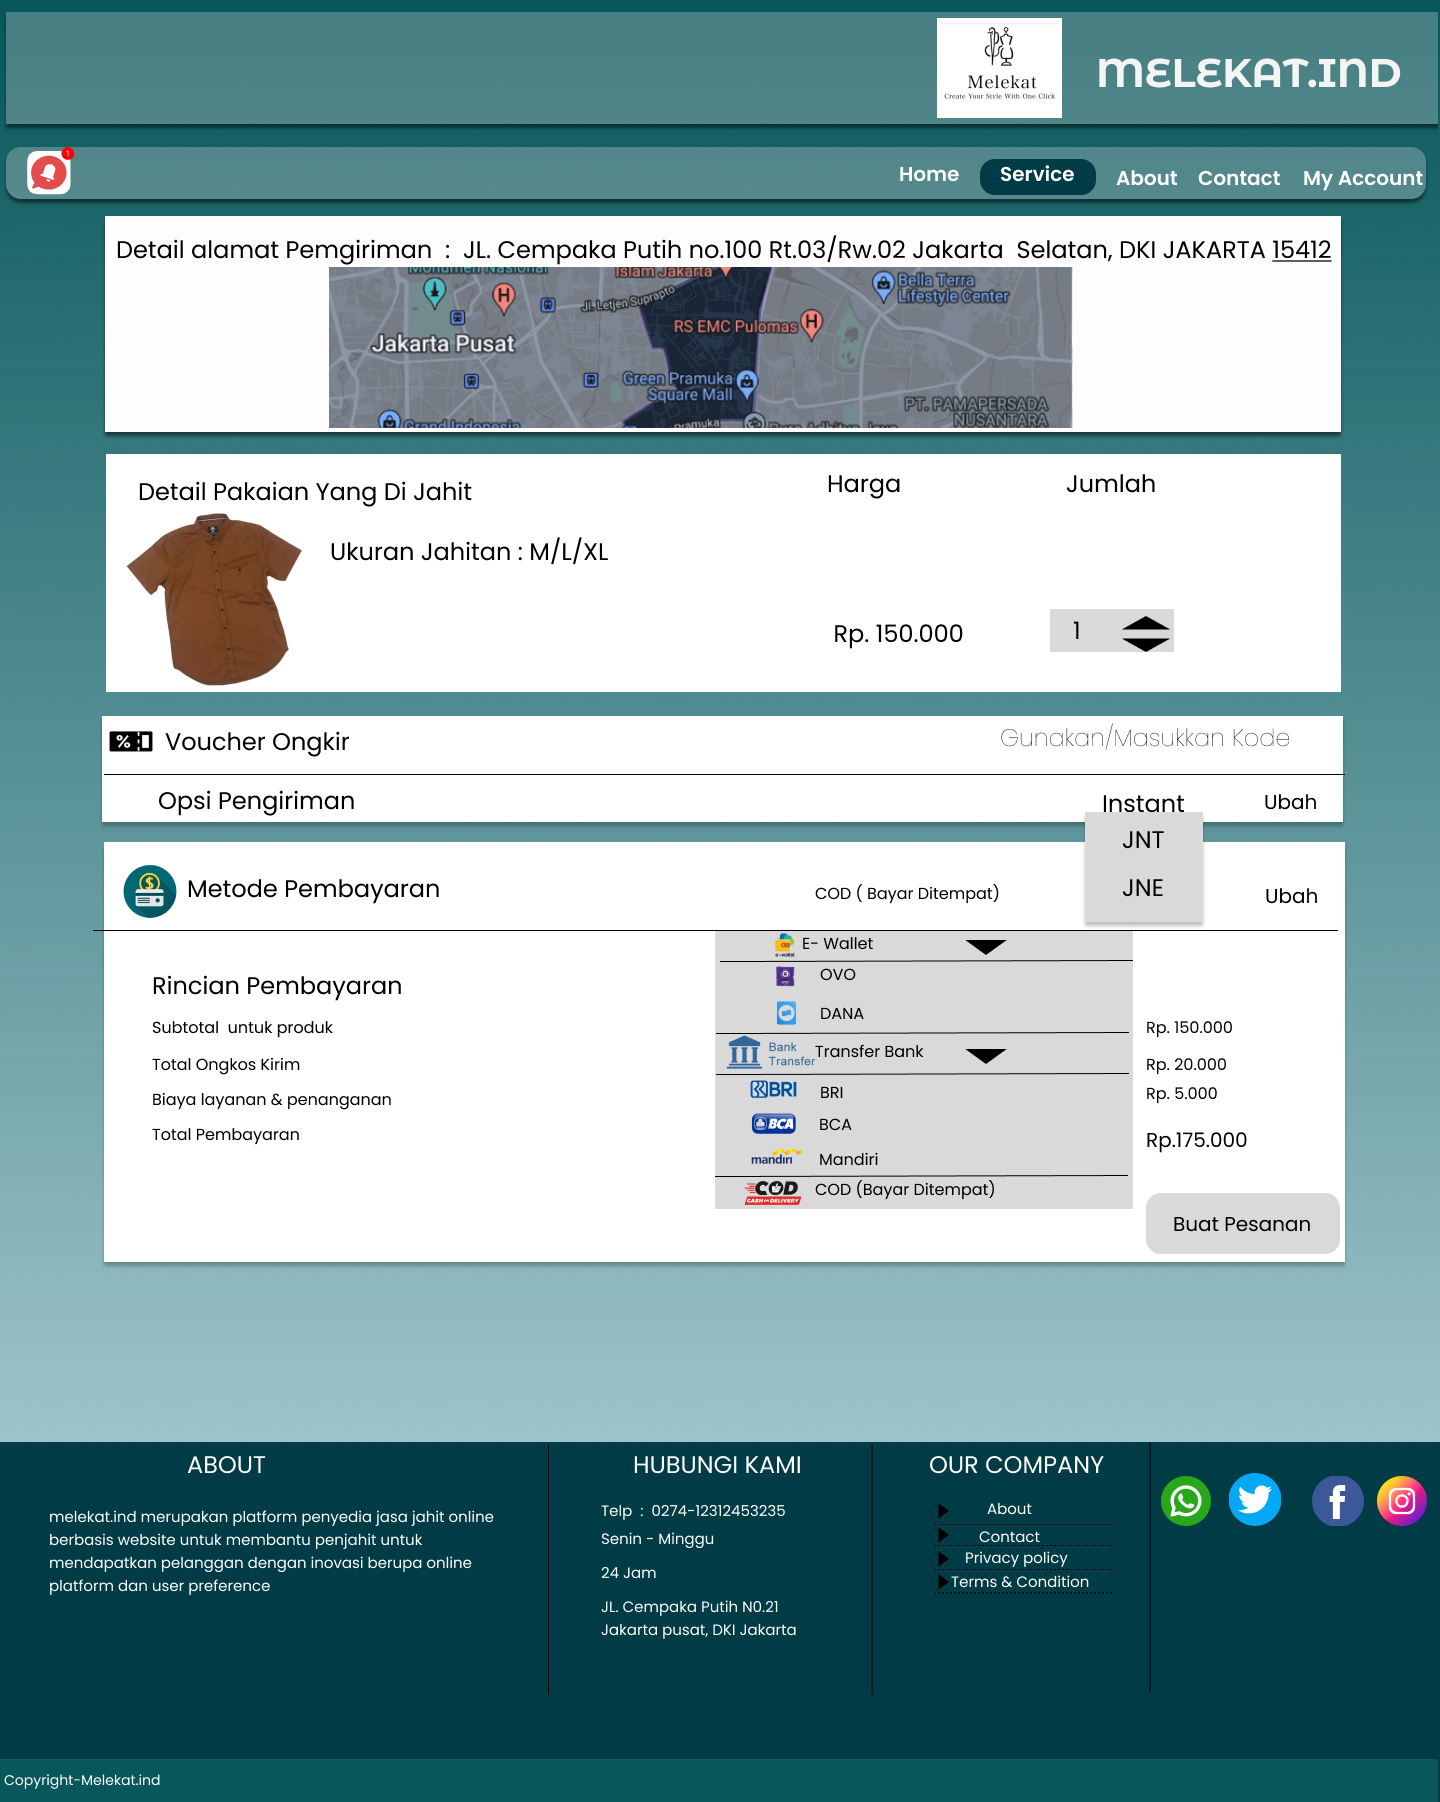 Melekat
Create Your Style With One Click
MELEKAT.IND
1
Home
Service
About
Contact
My Account
Detail alamat Pemgiriman : JL. Cempaka Putih no.100 Rt.03/Rw.02 Jakarta Selatan, DKI JAKARTA 15412
Monumen Nasional
Islam Jakarta
Jl. Letjen Suprapto
Bella Terra
Lifestyle Center
RS EMC Pulomas
Jakarta Pusat
Green Pramuka
Square Mall
PT. PAMAPERSADA
NUSANTARA
Grand Indonesia
Pramuka
Detail Pakaian Yang Di Jahit
Harga
Jumlah
Ukuran Jahitan : M/L/XL
Rp. 150.000
1
Voucher Ongkir
Gunakan/Masukkan Kode
Opsi Pengiriman
Instant
Ubah
JNT
JNE
Metode Pembayaran
COD ( Bayar Ditempat)
Ubah
e-wallet
E- Wallet
OVO
DANA
Bank
Transfer
Transfer Bank
BRI
BRI
BCA
BCA
mandiri
Mandiri
COD
CASH ON DELIVERY
COD (Bayar Ditempat)
Rincian Pembayaran
Subtotal untuk produk
Rp. 150.000
Total Ongkos Kirim
Rp. 20.000
Biaya layanan & penanganan
Rp. 5.000
Total Pembayaran
Rp.175.000
Buat Pesanan
ABOUT
melekat.ind merupakan platform penyedia jasa jahit online
berbasis website untuk membantu penjahit untuk
mendapatkan pelanggan dengan inovasi berupa online
platform dan user preference
HUBUNGI KAMI
Telp : 0274-12312453235
Senin - Minggu
24 Jam
JL. Cempaka Putih N0.21
Jakarta pusat, DKI Jakarta
OUR COMPANY
About
Contact
Privacy policy
Terms & Condition
Copyright-Melekat.ind